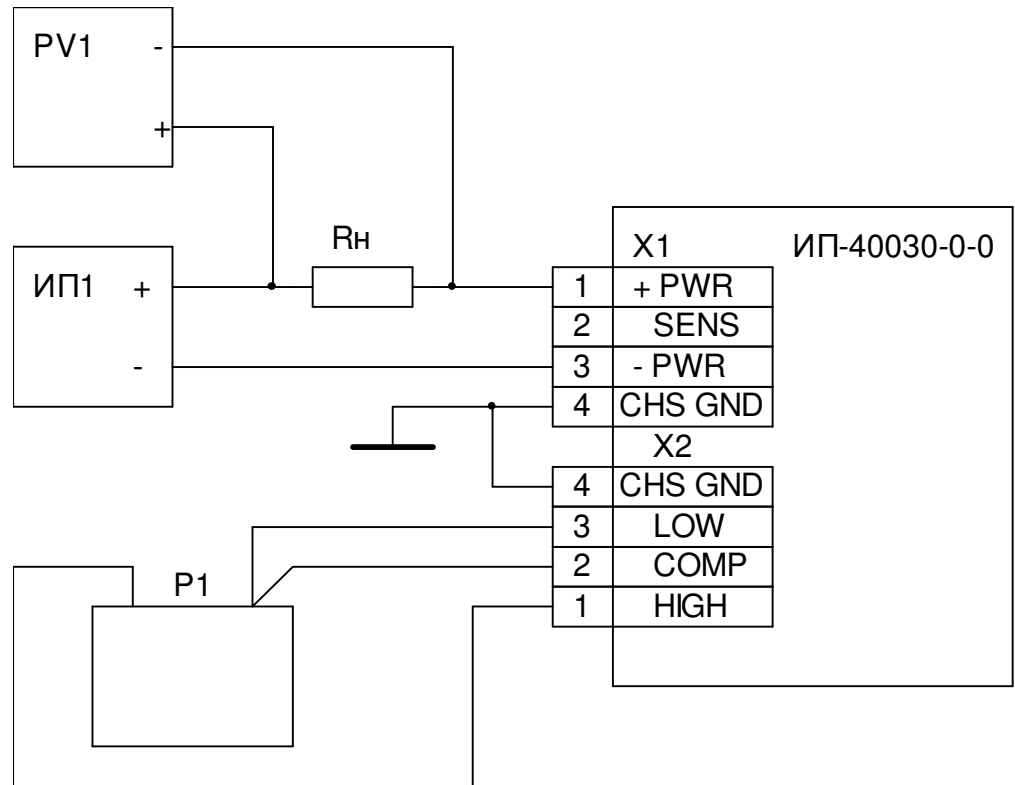 PV1 -
+
Rн
ИП1 +
-
X1 ИП-40030-0-0
1 + PWR
2 SENS
3 - PWR
4 CHS GND
X2
4 CHS GND
3 LOW
2 COMP
1 HIGH
P1